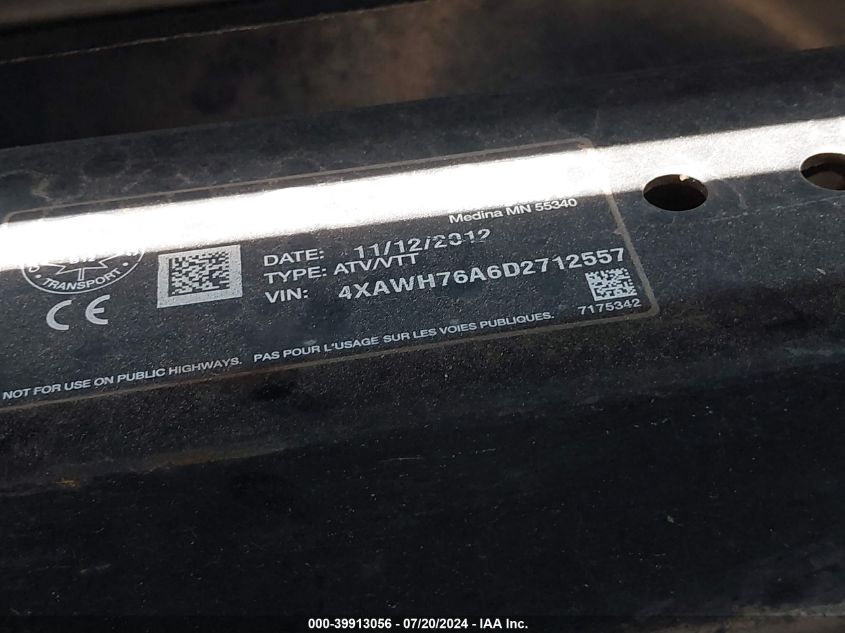 Medina MN 55340
DATE: 11/12/2012
TYPE: ATV/VTT
VIN: 4XAWH76A6D2712557
TRANSPORT
CE
7175342
NOT FOR USE ON PUBLIC HIGHWAYS. PAS POUR L'USAGE SUR LES VOIES PUBLIQUES.
000-39913056 - 07/20/2024 - IAA Inc.